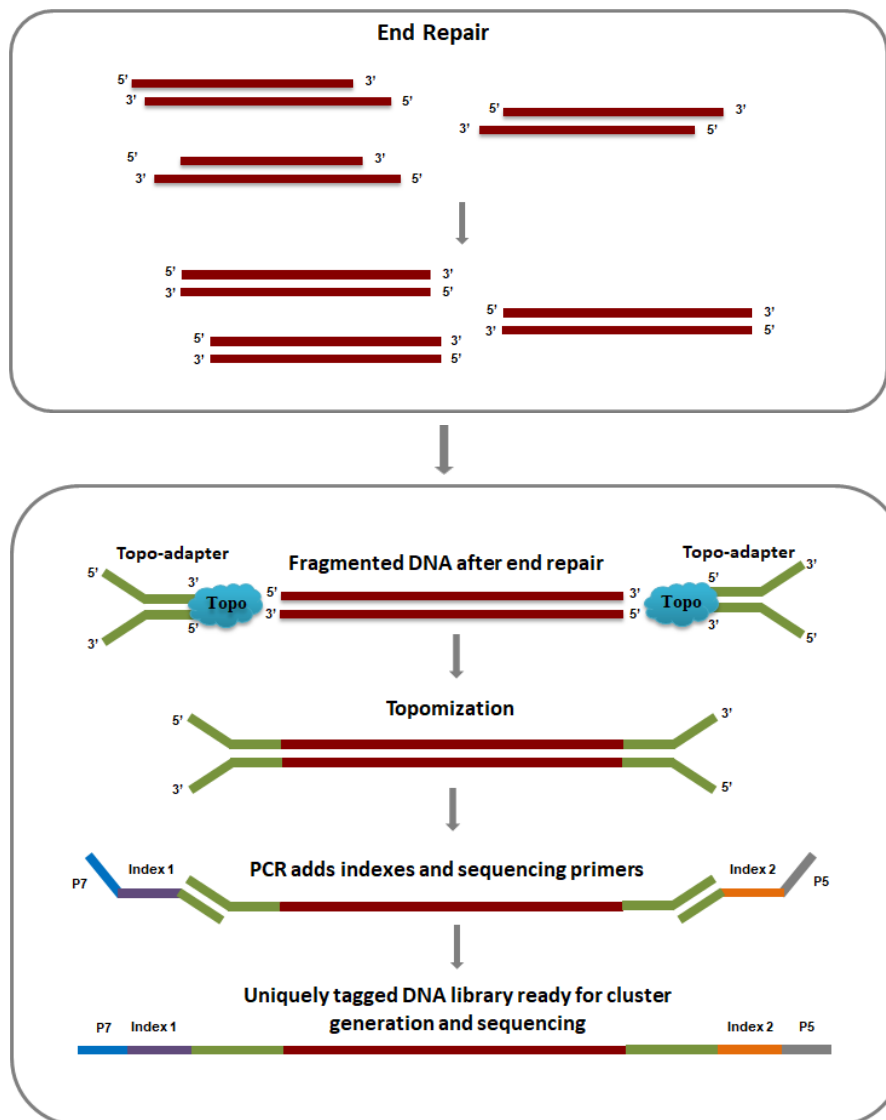 End Repair
5’ 3’
3’ 5’
5’ 3’
3’ 5’
5’ 3’
3’ 5’
5’ 3’
3’ 5’
5’ 3’
3’ 5’
5’ 3’
3’ 5’
Topo-adapter
Fragmented DNA after end repair
Topo-adapter
5’ 3’ 5’ 3’ 5’ 3’
Topo
Topo
3’ 5’ 3’ 5’ 3’ 5’
Topomization
5’ 3’
3’ 5’
PCR adds indexes and sequencing primers
P7 Index 1 Index 2 P5
Uniquely tagged DNA library ready for cluster
generation and sequencing
P7 Index 1 Index 2 P5